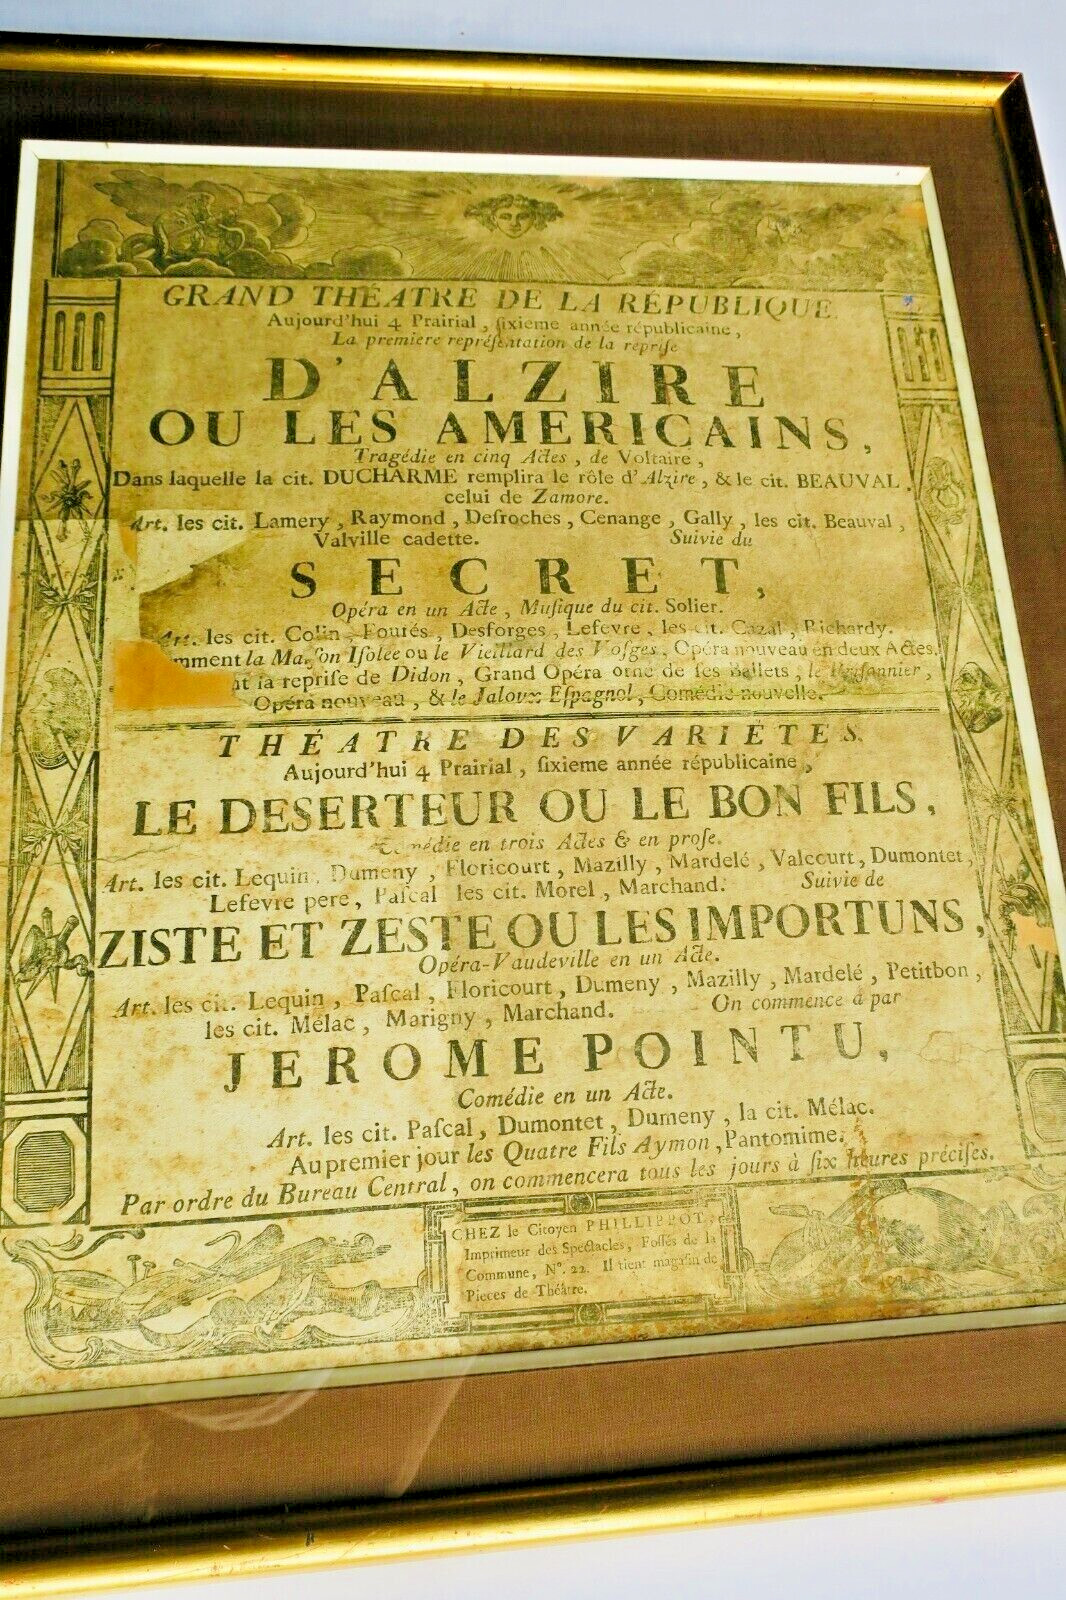 GRAND THÉATRE DE LA RÉPUBLIQUE.
Aujourd'hui 4 Prairial, ſixieme année républicaine,
La premiere repréſentation de la repriſe
D'ALZIRE
OU LES AMERICAINS,
Tragédie en cinq Actes, de Voltaire,
Dans laquelle la cit. DUCHARME remplira le rôle d'Alzire, & le cit. BEAUVAL
celui de Zamore.
Art. les cit. Lamery, Raymond, Defroches, Cenange, Gally, les cit. Beauval,
Valville cadette. Suivie du
SECRET,
Opéra en un Acte, Muſique du cit. Solier.
Art. les cit. Colin, Fourés, Desforges, Lefevre, les cit. Cazal, Richardy.
mment la Maiſon Iſolée ou le Vieillard des Voſges, Opéra nouveau en deux Actes.
nt la repriſe de Didon, Grand Opéra orné de ſes Ballets, le Priſonnier,
Opéra nouveau, & le Jaloux Eſpagnol, Comédie nouvelle.
THÉATRE DES VARIÉTÉS.
Aujourd'hui 4 Prairial, ſixieme année républicaine,
LE DESERTEUR OU LE BON FILS,
Comédie en trois Actes & en proſe.
Art. les cit. Lequin, Dumeny, Floricourt, Mazilly, Mardelé, Valcourt, Dumontet,
Lefevre pere, Paſcal les cit. Morel, Marchand. Suivie de
ZISTE ET ZESTE OU LES IMPORTUNS,
Opéra-Vaudeville en un Acte.
Art. les cit. Lequin, Paſcal, Floricourt, Dumeny, Mazilly, Mardelé, Petitbon,
les cit. Mélac, Marigny, Marchand. On commence à par
JEROME POINTU,
Comédie en un Acte.
Art. les cit. Paſcal, Dumontet, Dumeny, la cit. Mélac.
Au premier jour les Quatre Fils Aymon, Pantomime.
Par ordre du Bureau Central, on commencera tous les jours à ſix heures préciſes.
CHEZ le Citoyen PHILLIPPOT,
Imprimeur des Spectacles, Foſſés de la
Commune, N°. 22. Il tient magaſin de
Pieces de Théâtre.